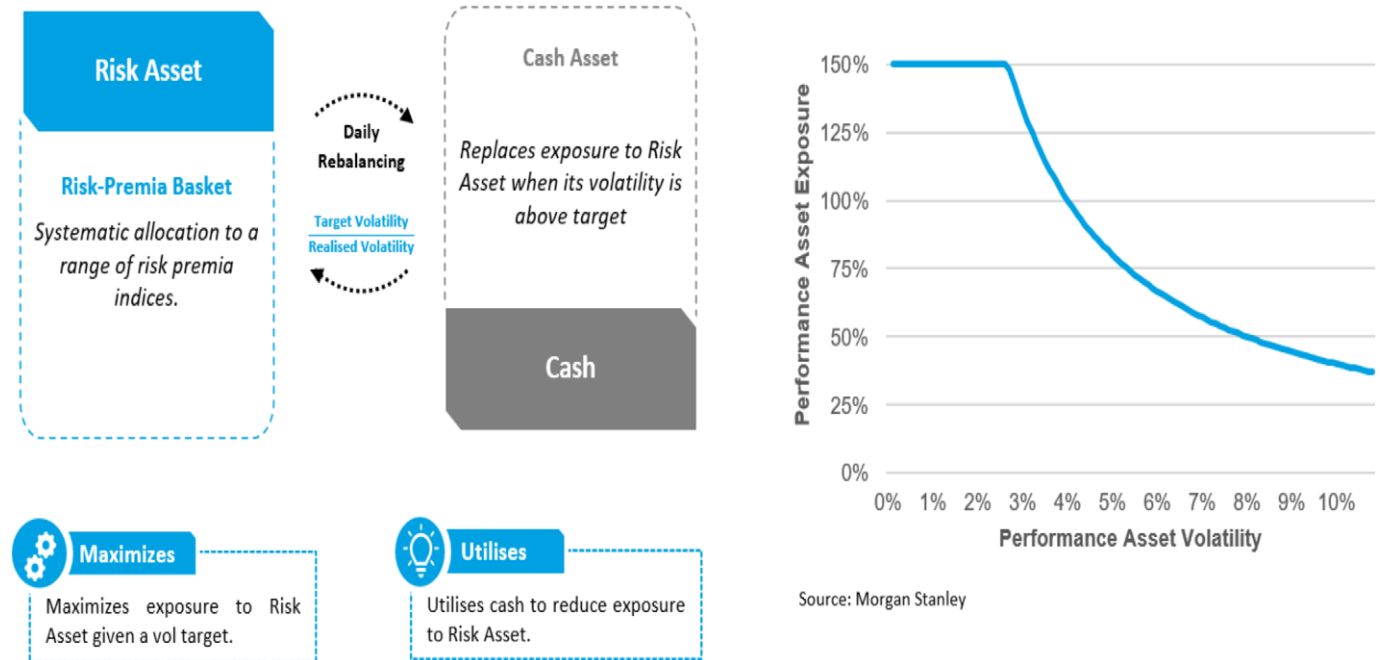 Risk Asset
Risk-Premia Basket
Systematic allocation to a
range of risk premia
indices.
Daily
Rebalancing
Target Volatility
Realised Volatility
Cash Asset
Replaces exposure to Risk
Asset when its volatility is
above target
Cash
Maximizes
Maximizes exposure to Risk
Asset given a vol target.
Utilises
Utilises cash to reduce exposure
to Risk Asset.
Performance Asset Exposure
150%
125%
100%
75%
50%
25%
0%
0% 1% 2% 3% 4% 5% 6% 7% 8% 9% 10%
Performance Asset Volatility
Source: Morgan Stanley